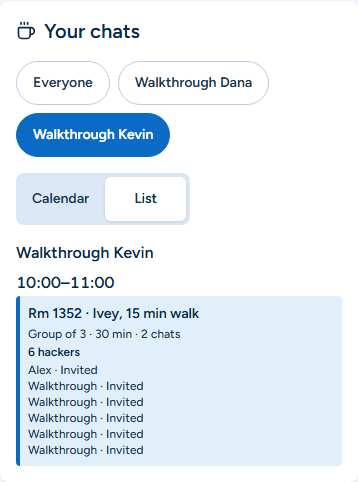 Your chats
Everyone
Walkthrough Dana
Walkthrough Kevin
Calendar
List
Walkthrough Kevin
10:00–11:00
Rm 1352 · Ivey, 15 min walk
Group of 3 · 30 min · 2 chats
6 hackers
Alex · Invited
Walkthrough · Invited
Walkthrough · Invited
Walkthrough · Invited
Walkthrough · Invited
Walkthrough · Invited